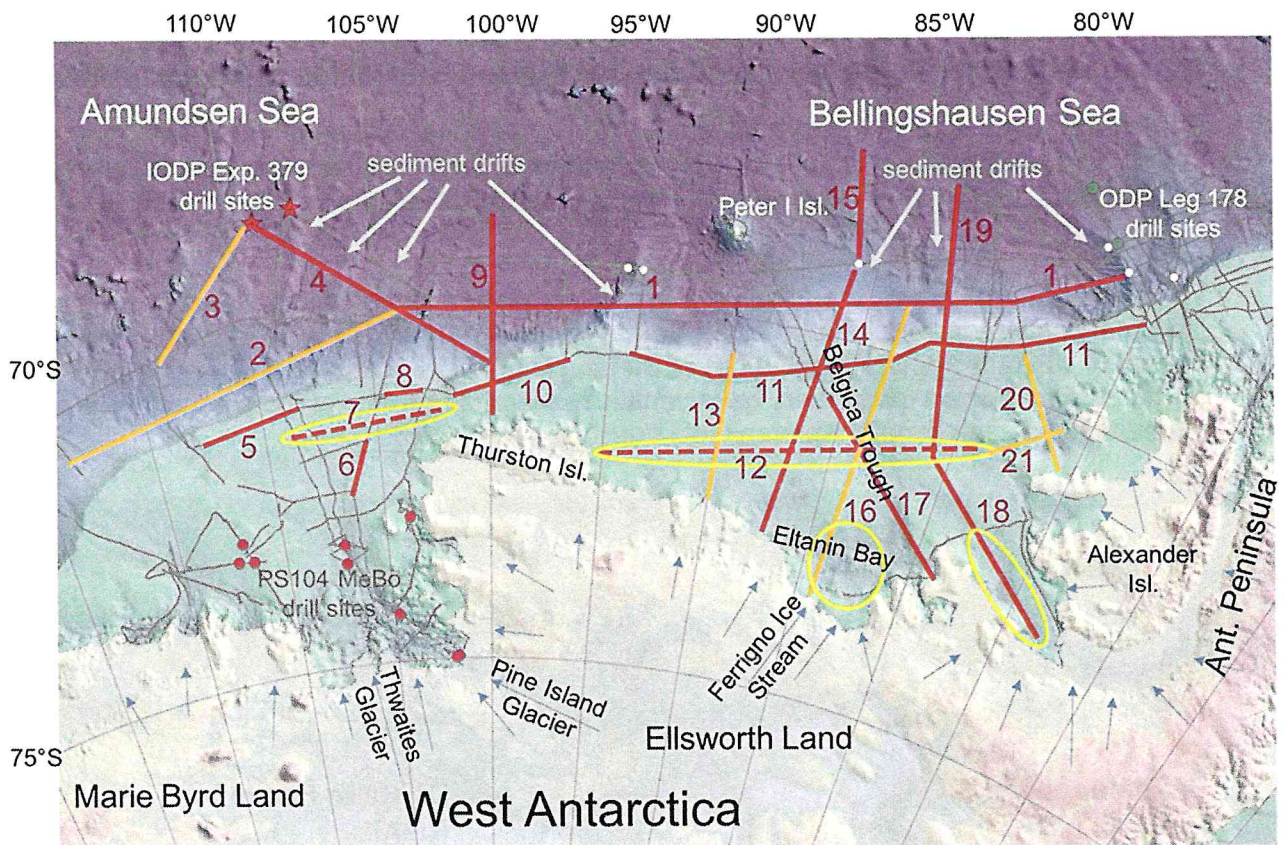 110°W 105°W 100°W 95°W 90°W 85°W 80°W
Amundsen Sea
Bellingshausen Sea
IODP Exp. 379
drill sites
sediment drifts
sediment drifts
Peter I Isl.
ODP Leg 178
drill sites
15
19
9
4
3
1
1
2
14
70°S
8
10
11
11
Belgica
Trough
7
5
13
20
6
Thurston Isl.
12
21
16
17
18
Eltanin Bay
Alexander
Isl.
PS104 MeBo
drill sites
Ant. Peninsula
Ferrigno Ice
Stream
Pine Island
Glacier
Thwaites
Glacier
Ellsworth Land
75°S
Marie Byrd Land
West Antarctica